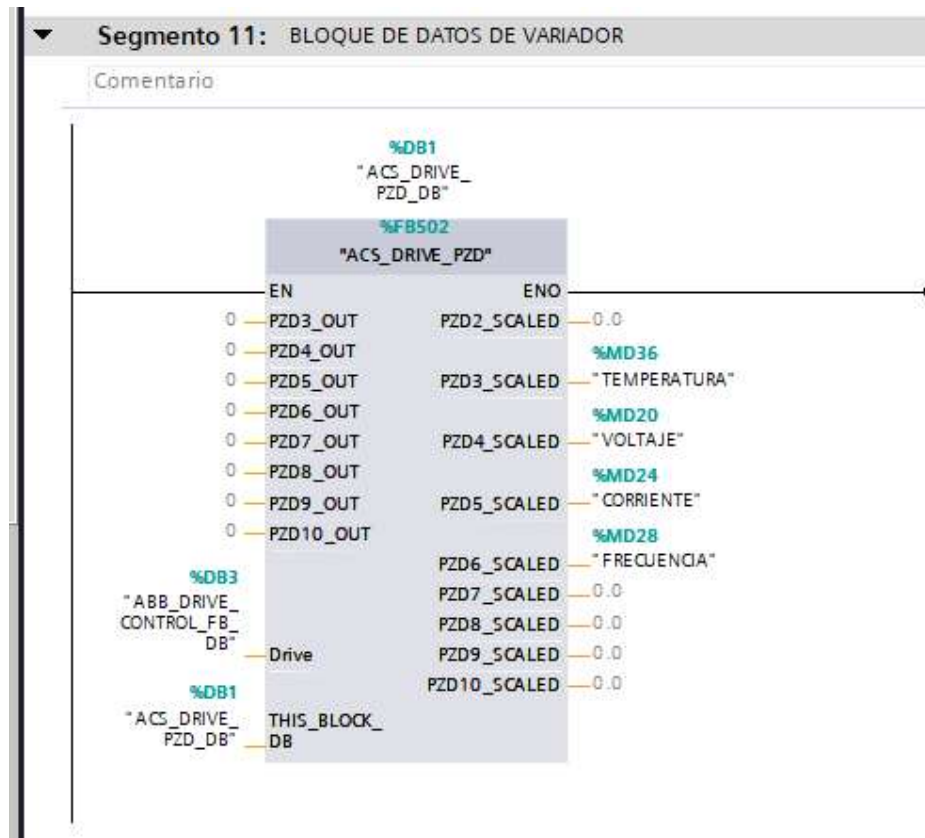 Segmento 11: BLOQUE DE DATOS DE VARIADOR
Comentario
%DB1
"ACS_DRIVE_
PZD_DB"
%FB502
"ACS_DRIVE_PZD"
EN ENO
0 PZD3_OUT PZD2_SCALED 0.0
0 PZD4_OUT %MD36
0 PZD5_OUT PZD3_SCALED "TEMPERATURA"
0 PZD6_OUT %MD20
0 PZD7_OUT PZD4_SCALED "VOLTAJE"
0 PZD8_OUT %MD24
0 PZD9_OUT PZD5_SCALED "CORRIENTE"
0 PZD10_OUT %MD28
PZD6_SCALED "FRECUENCIA"
%DB3 PZD7_SCALED 0.0
"ABB_DRIVE_
CONTROL_FB_ PZD8_SCALED 0.0
DB" Drive PZD9_SCALED 0.0
PZD10_SCALED 0.0
%DB1
"ACS_DRIVE_ THIS_BLOCK_
PZD_DB" DB